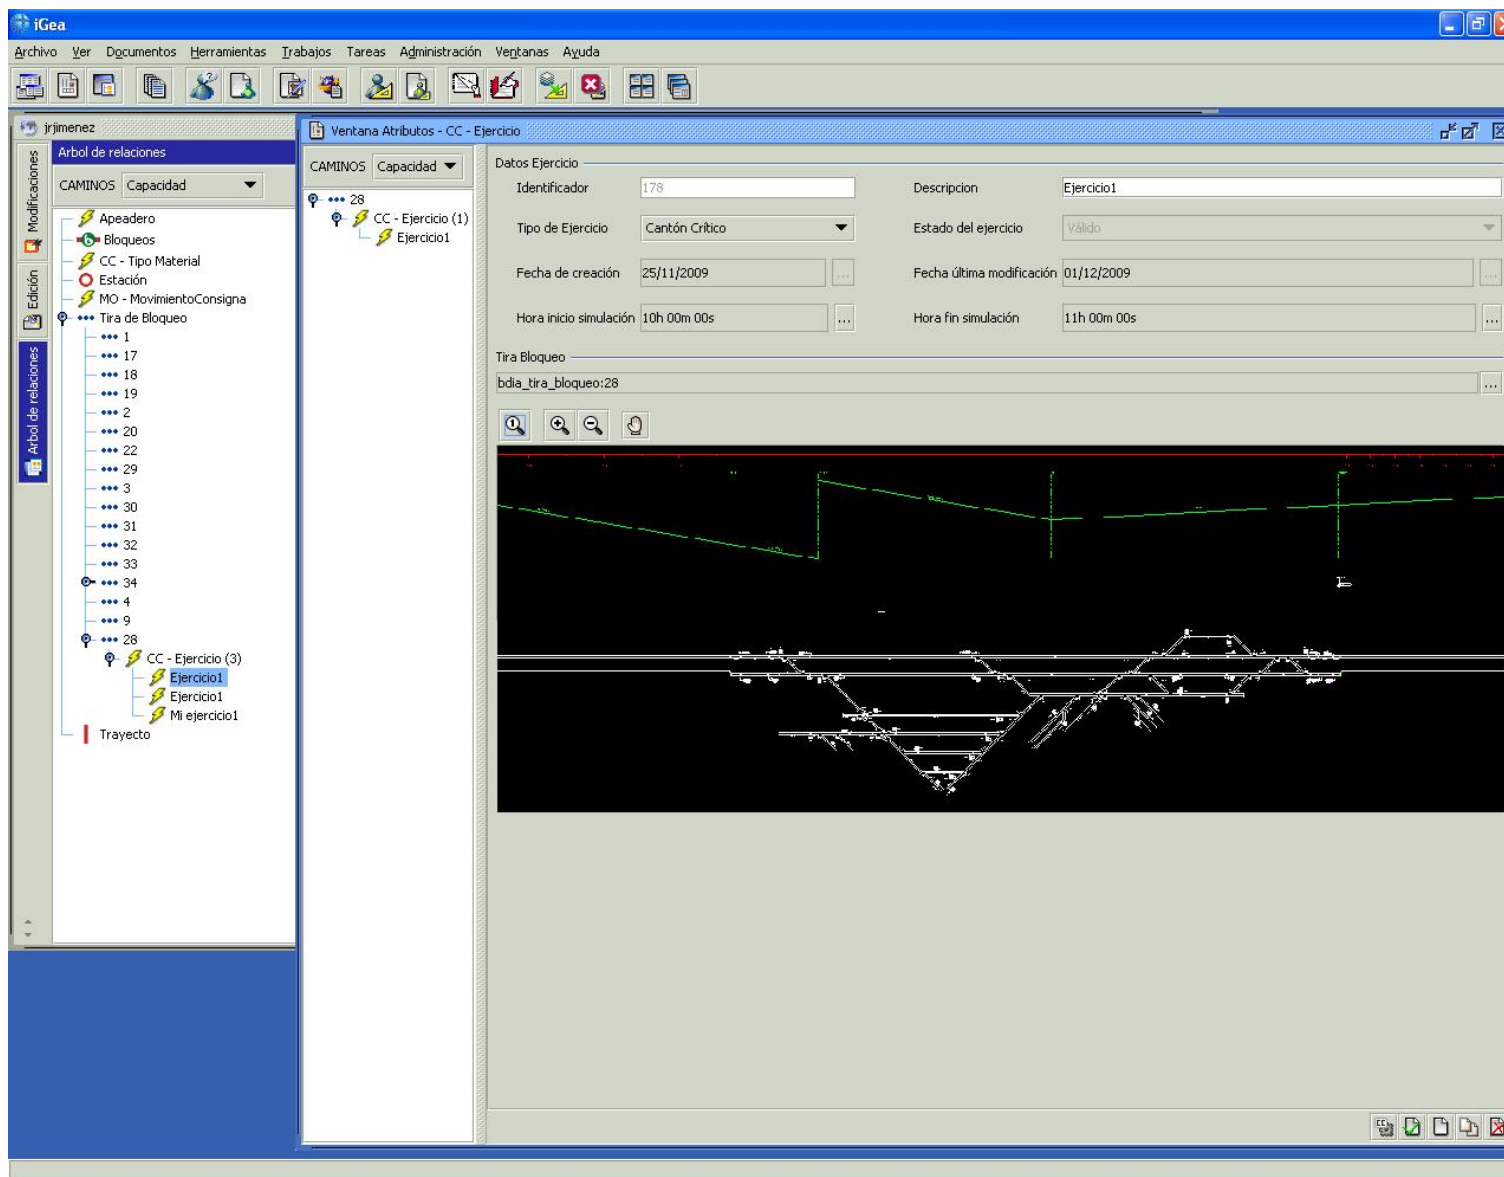 iGea
Archivo Ver Documentos Herramientas Trabajos Tareas Administración Ventanas Ayuda
jrjimenez
Modificaciones
Edición
Arbol de relaciones
Arbol de relaciones
CAMINOS Capacidad
Apeadero
Bloqueos
CC - Tipo Material
Estación
MO - MovimientoConsigna
Tira de Bloqueo
1
17
18
19
2
20
22
29
3
30
31
32
33
34
4
9
28
CC - Ejercicio (3)
Ejercicio1
Ejercicio1
Mi ejercicio1
Trayecto
Ventana Atributos - CC - Ejercicio
CAMINOS Capacidad
28
CC - Ejercicio (1)
Ejercicio1
Datos Ejercicio
Identificador 178 Descripcion Ejercicio1
Tipo de Ejercicio Cantón Crítico Estado del ejercicio Válido
Fecha de creación 25/11/2009 ... Fecha última modificación 01/12/2009 ...
Hora inicio simulación 10h 00m 00s ... Hora fin simulación 11h 00m 00s ...
Tira Bloqueo
bdia_tira_bloqueo:28 ...